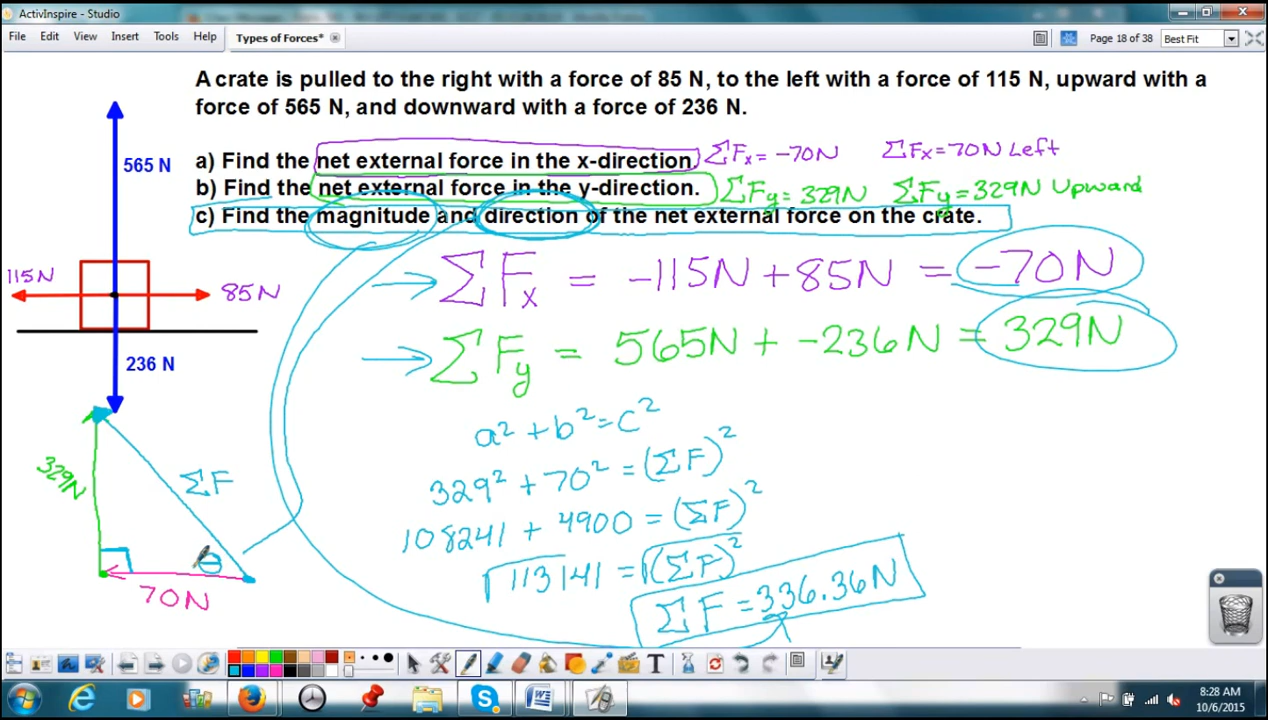 ActivInspire - Studio
File Edit View Insert Tools Help Types of Forces* Page 18 of 38 Best Fit
A crate is pulled to the right with a force of 85 N, to the left with a force of 115 N, upward with a
force of 565 N, and downward with a force of 236 N.
565 N
a) Find the net external force in the x-direction. ΣFx = -70N ΣFx = 70N Left
b) Find the net external force in the y-direction. ΣFy = 329N ΣFy = 329N Upward
c) Find the magnitude and direction of the net external force on the crate.
115N 85N
ΣFx = -115N + 85N = -70N
ΣFy = 565N + -236N = 329N
236 N
a² + b² = c²
329N ΣF
329² + 70² = (ΣF)²
108241 + 4900 = (ΣF)²
θ
√113141 = √(ΣF)²
70N
ΣF = 336.36N
8:28 AM
10/6/2015